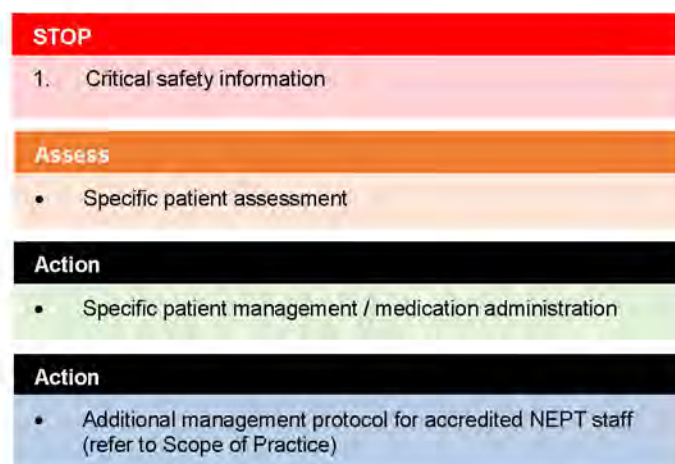 STOP
1. Critical safety information
Assess
• Specific patient assessment
Action
• Specific patient management / medication administration
Action
• Additional management protocol for accredited NEPT staff
(refer to Scope of Practice)